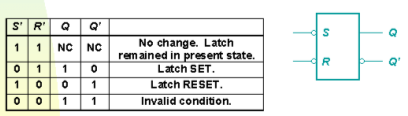 S' R' Q Q'
1 1 NC NC No change. Latch
remained in present state.
0 1 1 0 Latch SET.
1 0 0 1 Latch RESET.
0 0 1 1 Invalid condition.
S Q
R Q'